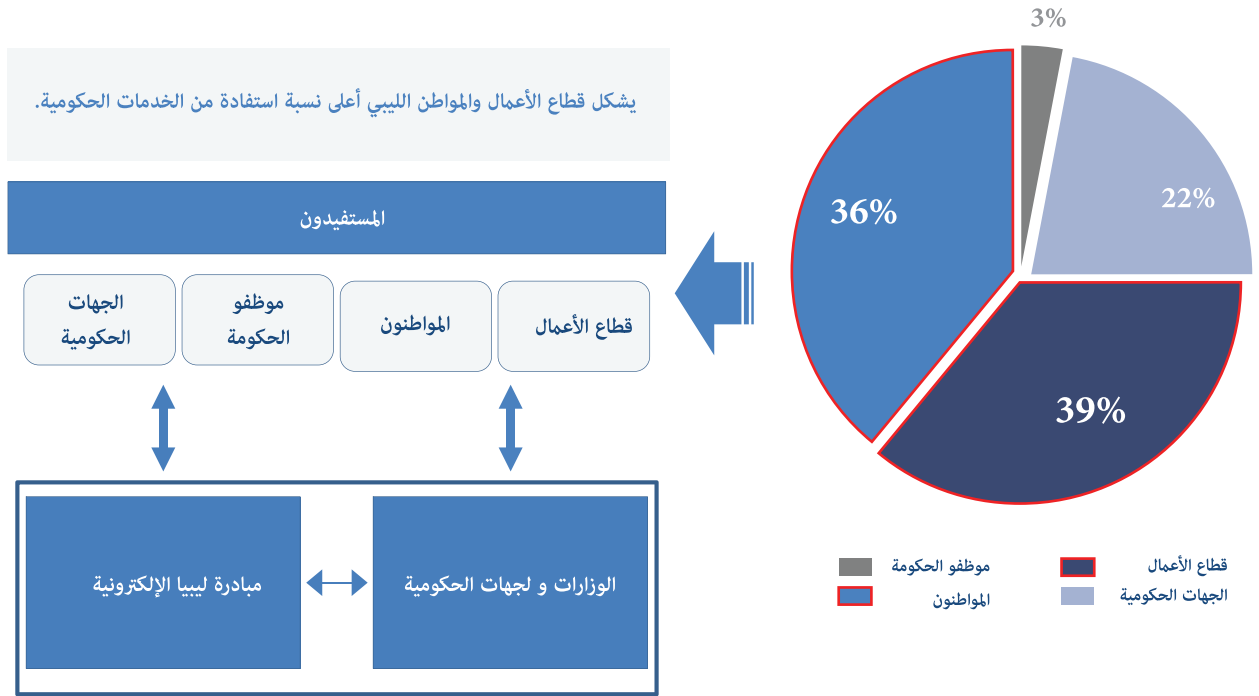 يشكل قطاع الأعمال والمواطن الليبي أعلى نسبة استفادة من الخدمات الحكومية.
المستفيدون
قطاع الأعمال
المواطنون
موظفو
الحكومة
الجهات
الحكومية
الوزارات و لجهات الحكومية
مبادرة ليبيا الإلكترونية
3%
22%
36%
39%
قطاع الأعمال
موظفو الحكومة
الجهات الحكومية
المواطنون